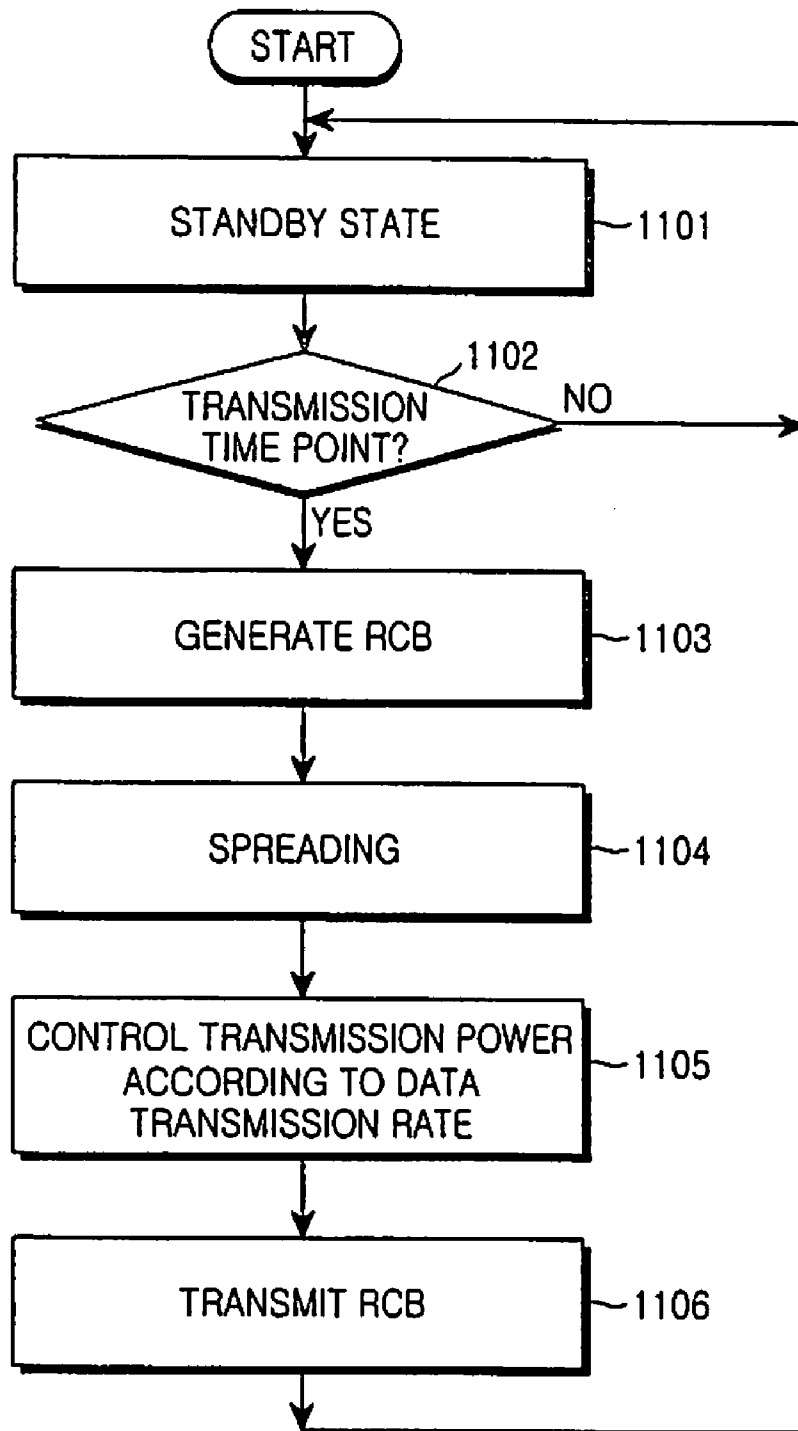 START
STANDBY STATE
1101
1102
TRANSMISSION
TIME POINT?
NO
YES
GENERATE RCB
1103
SPREADING
1104
CONTROL TRANSMISSION POWER
ACCORDING TO DATA
TRANSMISSION RATE
1105
TRANSMIT RCB
1106